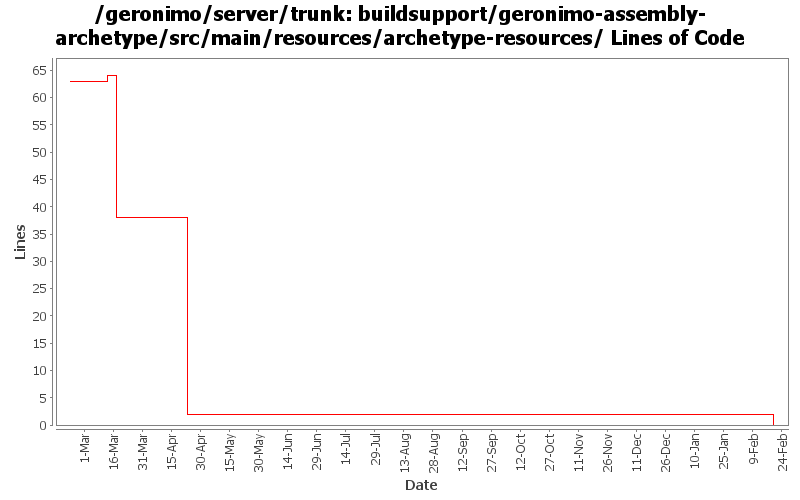 /geronimo/server/trunk: buildsupport/geronimo-assembly-
archetype/src/main/resources/archetype-resources/ Lines of Code
Lines
65
60
55
50
45
40
35
30
25
20
15
10
5
0
1-Mar
16-Mar
31-Mar
15-Apr
30-Apr
15-May
30-May
14-Jun
29-Jun
14-Jul
29-Jul
13-Aug
28-Aug
12-Sep
27-Sep
12-Oct
27-Oct
11-Nov
26-Nov
11-Dec
26-Dec
10-Jan
25-Jan
9-Feb
24-Feb
Date